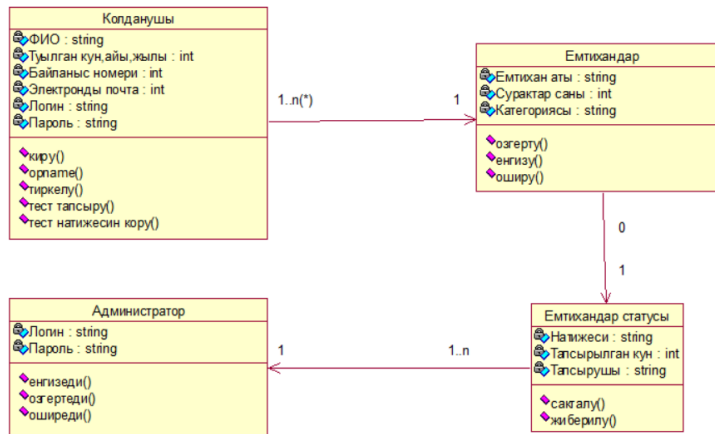 Колданушы
ФИО : string
Туылган кун,айы,жылы : int
Байланыс номери : int
Электронды почта : int
Логин : string
Пароль : string
киру()
opname()
тиркелу()
тест тапсыру()
тест натижесин кору()
1..n(*)
1
Емтихандар
Емтихан аты : string
Сурактар саны : int
Категориясы : string
озгерту()
енгизу()
оширу()
0
1
Администратор
Логин : string
Пароль : string
енгизеди()
озгертеди()
оширеди()
1
1..n
Емтихандар статусы
Натижеси : string
Тапсырылган кун : int
Тапсырушы : string
сакталу()
жиберилу()